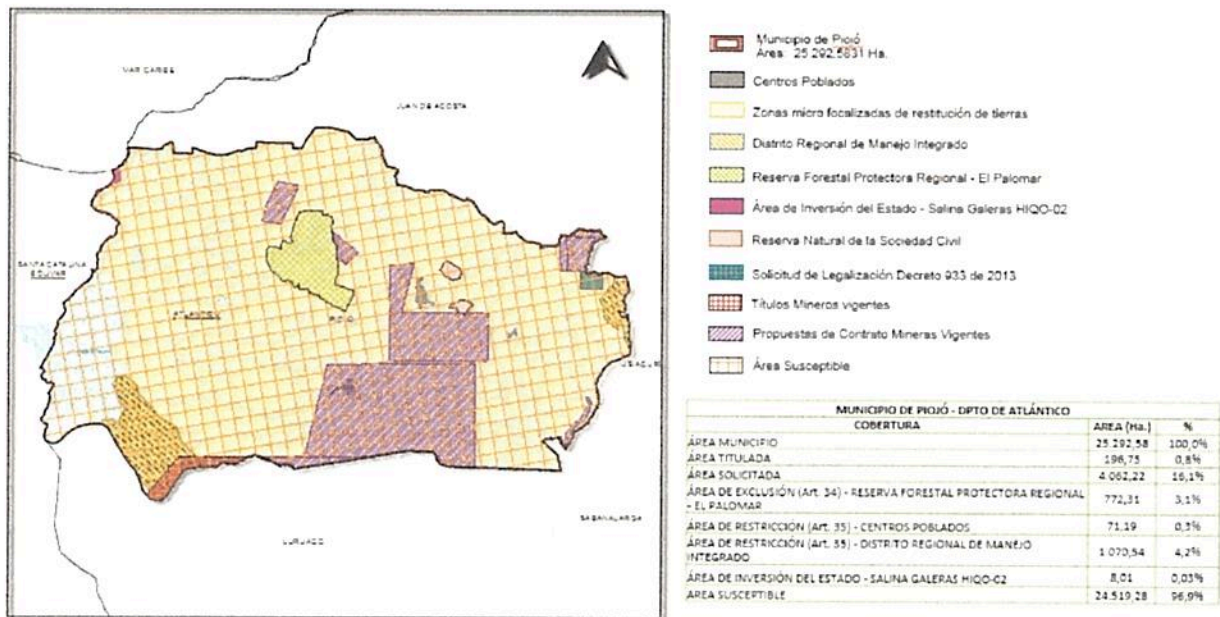 MAR CARIBE
JUAN DE ACOSTA
SANTA CATALINA
BOLIVAR
ATLANTICO
PIOJO
USIACURI
SABANALARGA
LURUACO
Municipio de Piojó
Area: 25.292,5831 Ha.
Centros Poblados
Zonas micro focalizadas de restitución de tierras
Distrito Regional de Manejo Integrado
Reserva Forestal Protectora Regional - El Palomar
Área de Inversión del Estado - Salina Galeras HIQO-02
Reserva Natural de la Sociedad Civil
Solicitud de Legalización Decreto 933 de 2013
Títulos Mineros vigentes
Propuestas de Contrato Mineras Vigentes
Área Susceptible
MUNICIPIO DE PIOJÓ - DPTO DE ATLÁNTICO
COBERTURA AREA (Ha.) %
ÁREA MUNICIPIO 25.292,58 100,0%
ÁREA TITULADA 196,75 0,8%
ÁREA SOLICITADA 4.062,22 16,1%
ÁREA DE EXCLUSIÓN (Art. 34) - RESERVA FORESTAL PROTECTORA REGIONAL
- EL PALOMAR 772,31 3,1%
ÁREA DE RESTRICCIÓN (Art. 35) - CENTROS POBLADOS 71,19 0,3%
ÁREA DE RESTRICCIÓN (Art. 35) - DISTRITO REGIONAL DE MANEJO
INTEGRADO 1.070,54 4,2%
ÁREA DE INVERSIÓN DEL ESTADO - SALINA GALERAS HIQO-02 8,01 0,03%
AREA SUSCEPTIBLE 24.519,28 96,9%